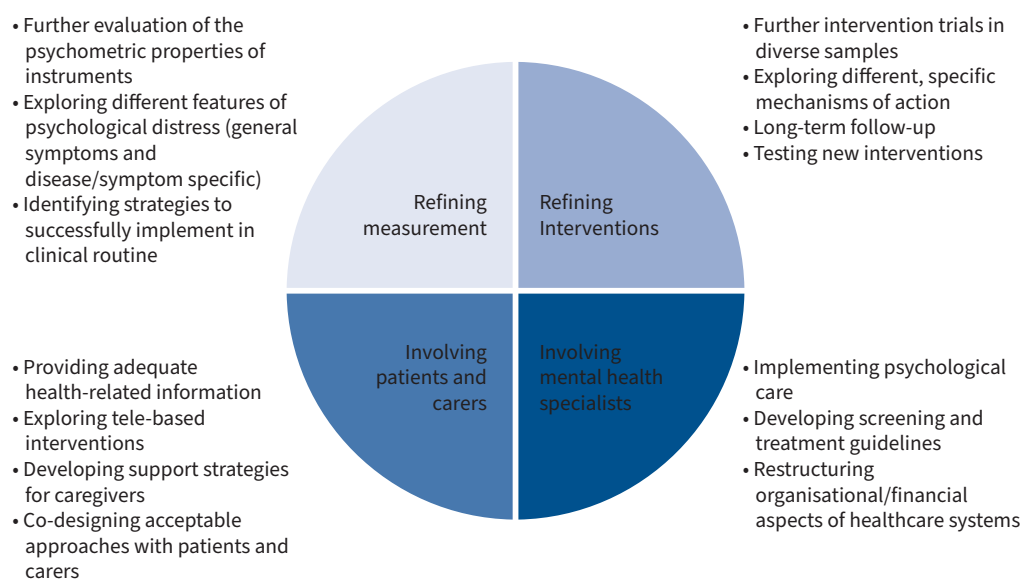 • Further evaluation of the
psychometric properties of
instruments
• Exploring different features of
psychological distress (general
symptoms and
disease/symptom specific)
• Identifying strategies to
successfully implement in
clinical routine
• Further intervention trials in
diverse samples
• Exploring different, specific
mechanisms of action
• Long-term follow-up
• Testing new interventions
Refining
measurement
Refining
Interventions
Involving
patients and
carers
Involving
mental health
specialists
• Providing adequate
health-related information
• Exploring tele-based
interventions
• Developing support strategies
for caregivers
• Co-designing acceptable
approaches with patients and
carers
• Implementing psychological
care
• Developing screening and
treatment guidelines
• Restructuring
organisational/financial
aspects of healthcare systems